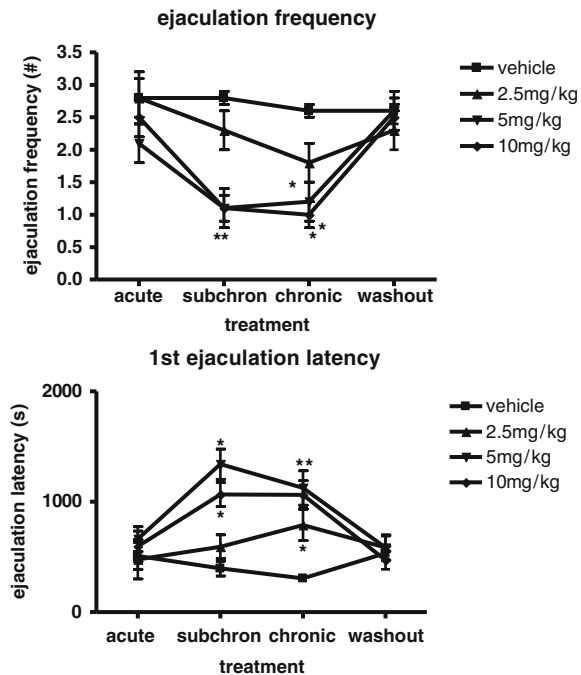 ejaculation frequency
ejaculation frequency (#)
3.5
3.0
2.5
2.0
1.5
1.0
0.5
0.0
*
**
*
*
acute subchron chronic washout
treatment
vehicle
2.5mg/kg
5mg/kg
10mg/kg
1st ejaculation latency
ejaculation latency (s)
2000
1000
0
*
**
*
*
acute subchron chronic washout
treatment
vehicle
2.5mg/kg
5mg/kg
10mg/kg